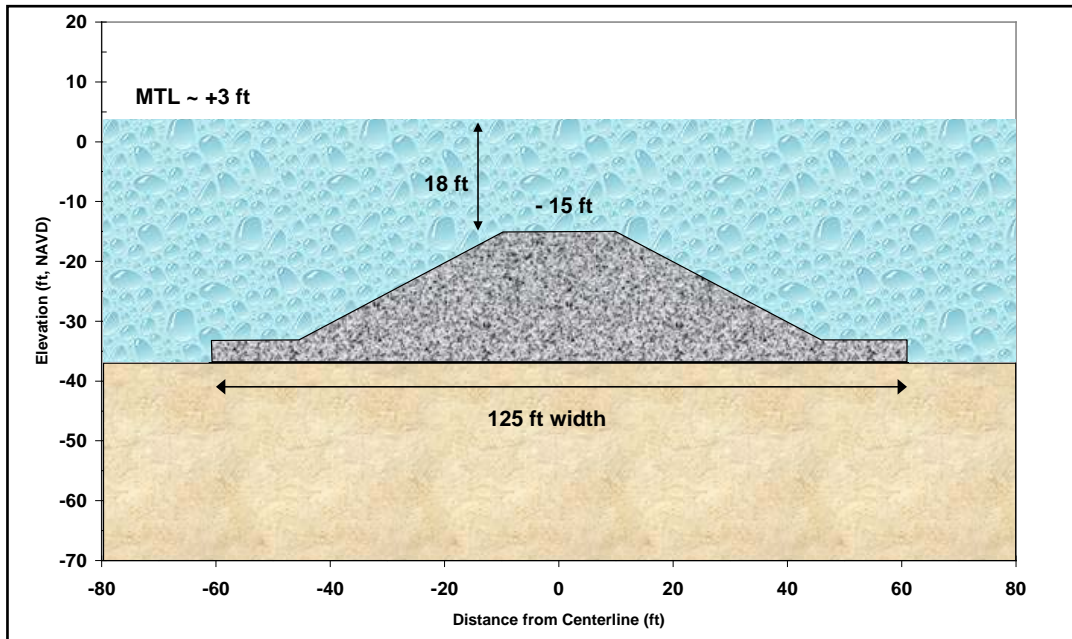 20
10
0
-10
-20
-30
-40
-50
-60
-70
Elevation (ft, NAVD)
MTL ~ +3 ft
18 ft
- 15 ft
125 ft width
-80 -60 -40 -20 0 20 40 60 80
Distance from Centerline (ft)